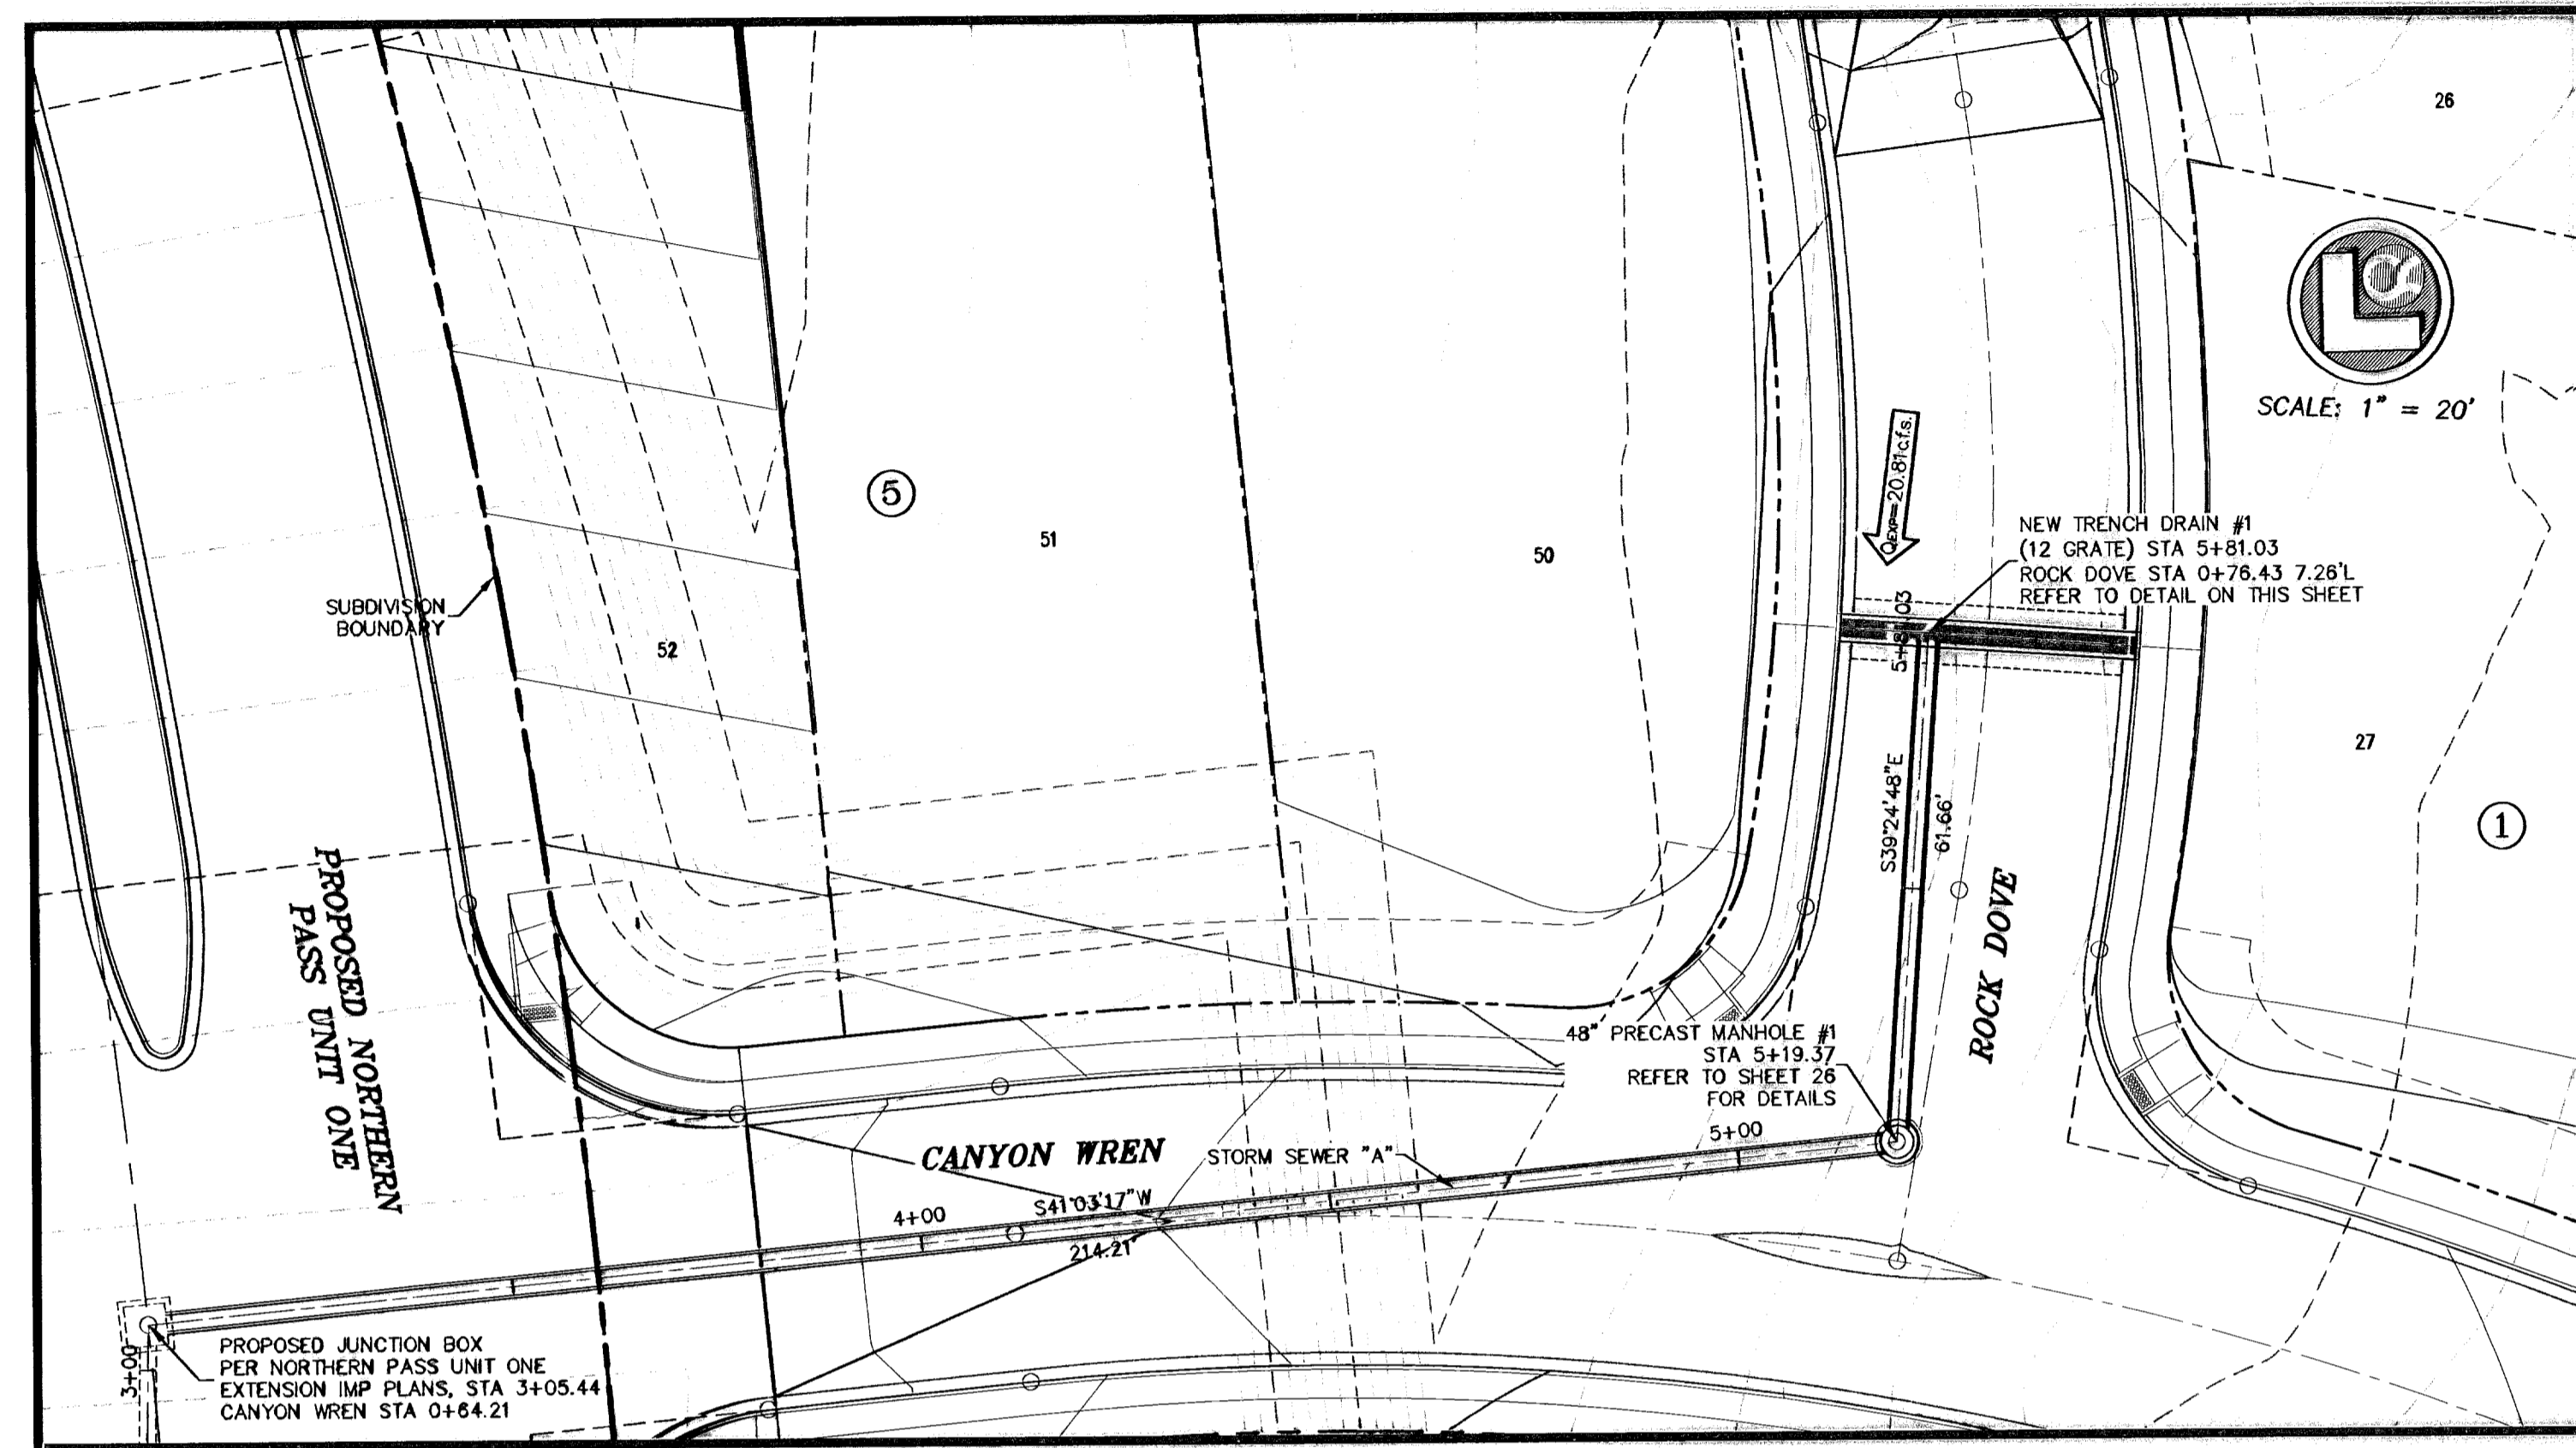 26
SCALE: 1" = 20'
QEXP=20.81c.f.s.
5
51
50
NEW TRENCH DRAIN #1
(12 GRATE) STA 5+81.03
ROCK DOVE STA 0+76.43 7.26'L
REFER TO DETAIL ON THIS SHEET
5+81.03
SUBDIVISION
BOUNDARY
52
27
1
S39°24'48"E
61.66'
ROCK DOVE
PROPOSED NORTHERN
PASS UNIT ONE
48" PRECAST MANHOLE #1
STA 5+19.37
REFER TO SHEET 26
FOR DETAILS
CANYON WREN
STORM SEWER "A"
5+00
4+00
S41°03'17"W
214.21'
3+00
PROPOSED JUNCTION BOX
PER NORTHERN PASS UNIT ONE
EXTENSION IMP PLANS, STA 3+05.44
CANYON WREN STA 0+64.21